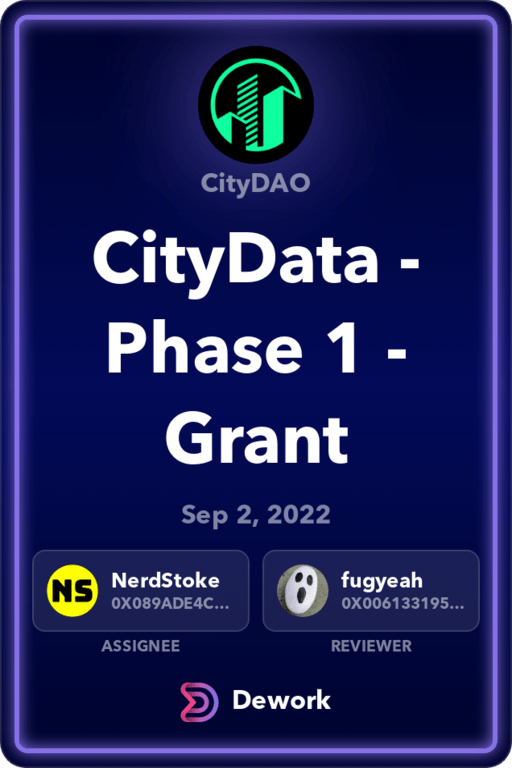 CityDAO
CityData -
Phase 1 -
Grant
Sep 2, 2022
NS
NerdStoke
0X089ADE4C...
ASSIGNEE
fugyeah
0X006133195...
REVIEWER
Dework